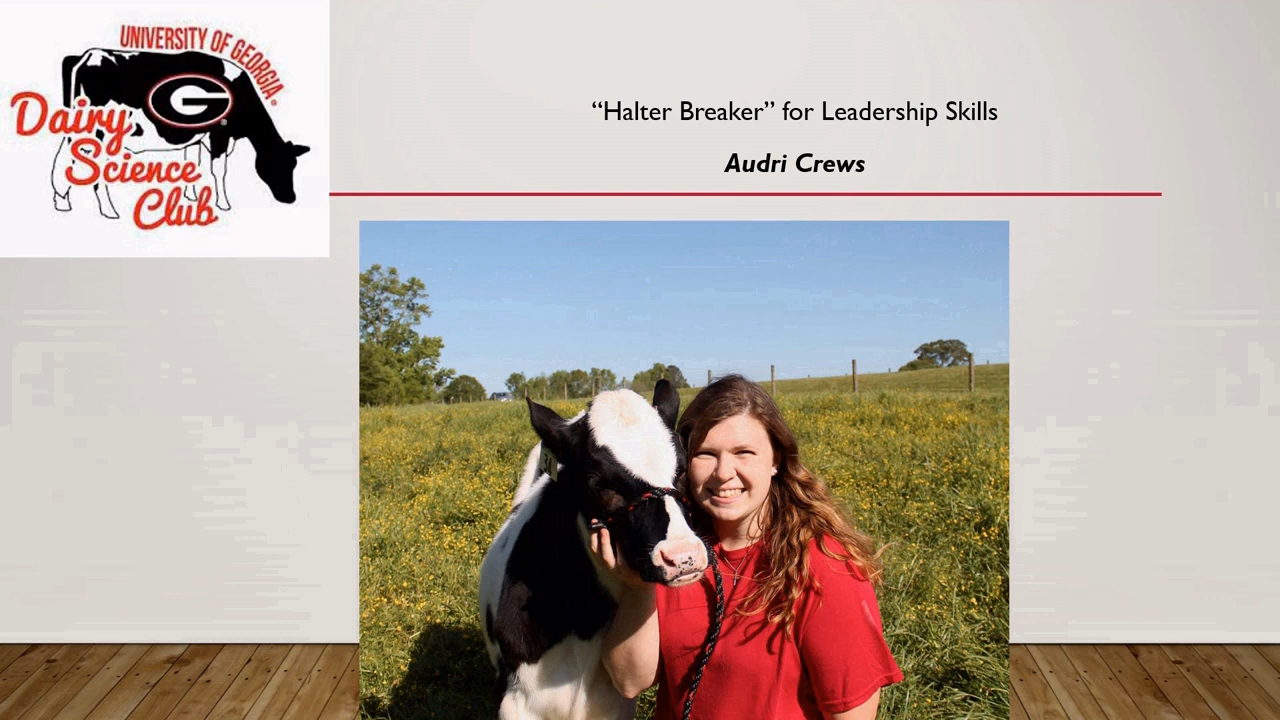 UNIVERSITY OF GEORGIA®
G
Dairy
Science
Club
“Halter Breaker” for Leadership Skills
Audri Crews